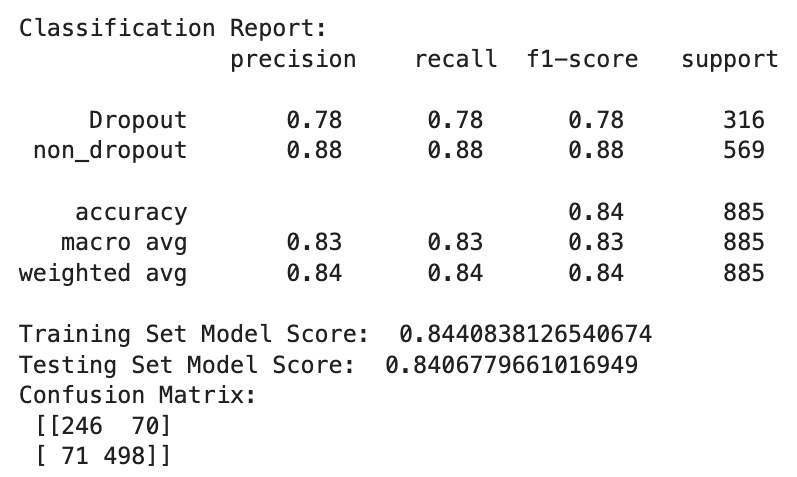 Classification Report:
precision recall f1-score support
Dropout 0.78 0.78 0.78 316
non_dropout 0.88 0.88 0.88 569
accuracy 0.84 885
macro avg 0.83 0.83 0.83 885
weighted avg 0.84 0.84 0.84 885
Training Set Model Score: 0.8440838126540674
Testing Set Model Score: 0.8406779661016949
Confusion Matrix:
[[246 70]
[ 71 498]]